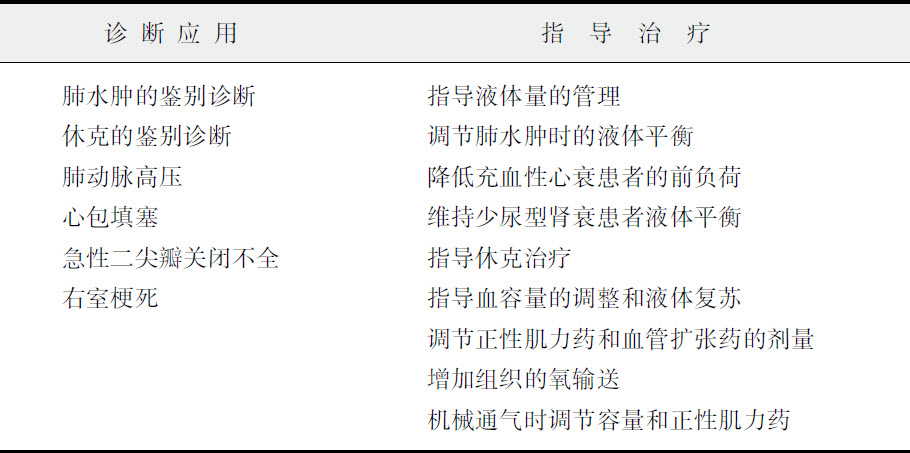 诊断应用 指导治疗
肺水肿的鉴别诊断 指导液体量的管理
休克的鉴别诊断 调节肺水肿时的液体平衡
肺动脉高压 降低充血性心衰患者的前负荷
心包填塞 维持少尿型肾衰患者液体平衡
急性二尖瓣关闭不全 指导休克治疗
右室梗死 指导血容量的调整和液体复苏
调节正性肌力药和血管扩张药的剂量
增加组织的氧输送
机械通气时调节容量和正性肌力药